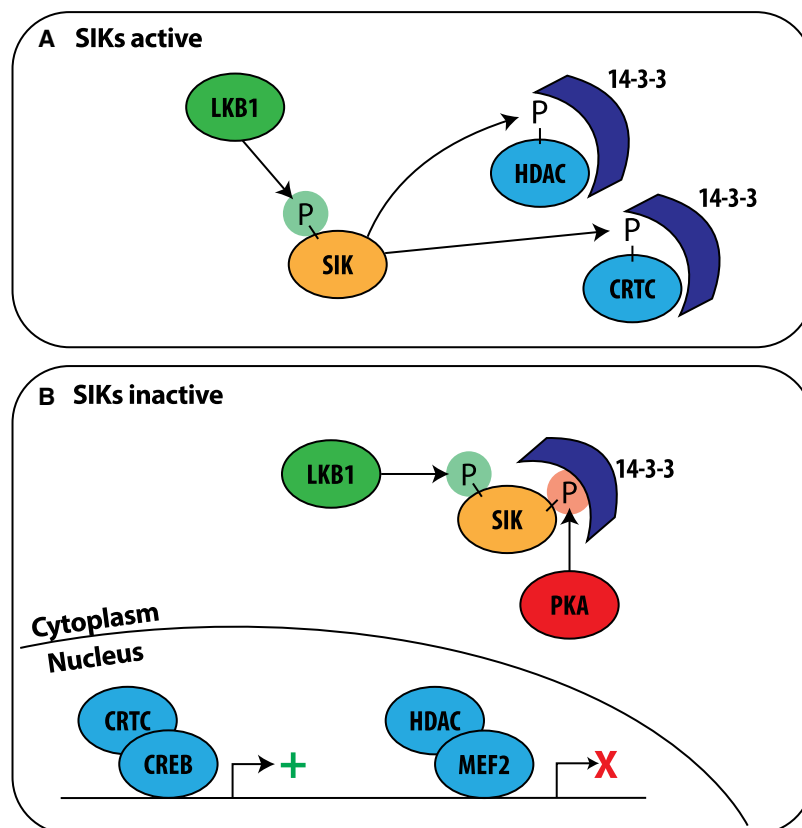 A SIKs active
LKB1
14-3-3
P
HDAC
14-3-3
P
P
SIK
CRTC
B SIKs inactive
LKB1
P
P
14-3-3
SIK
PKA
Cytoplasm
Nucleus
CRTC
HDAC
CREB
+
MEF2
X